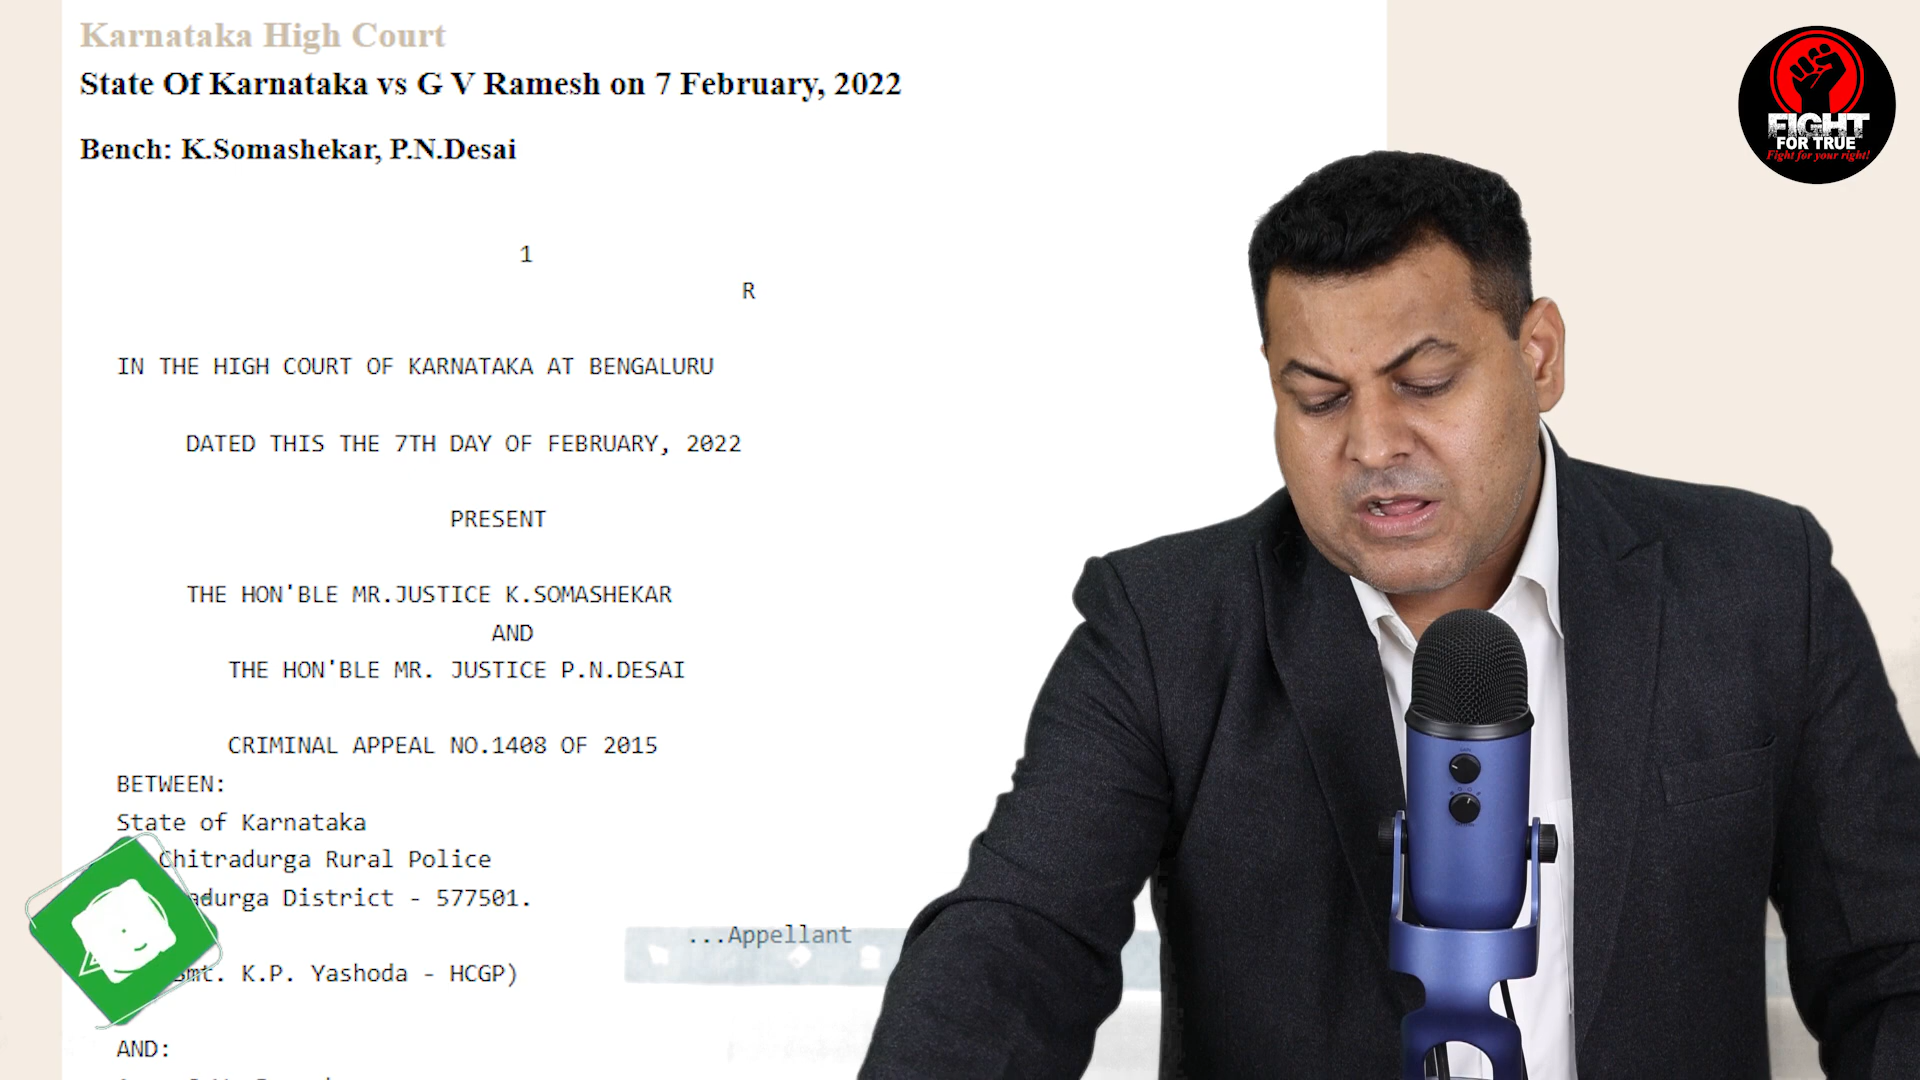 Karnataka High Court
State Of Karnataka vs G V Ramesh on 7 February, 2022
Bench: K.Somashekar, P.N.Desai
1
R
IN THE HIGH COURT OF KARNATAKA AT BENGALURU
DATED THIS THE 7TH DAY OF FEBRUARY, 2022
PRESENT
THE HON'BLE MR.JUSTICE K.SOMASHEKAR
AND
THE HON'BLE MR. JUSTICE P.N.DESAI
CRIMINAL APPEAL NO.1408 OF 2015
BETWEEN:
State of Karnataka
Chitradurga Rural Police
District - 577501.
...Appellant
K.P. Yashoda - HCGP)
AND:
FIGHT
FOR TRUE
Fight for your right!